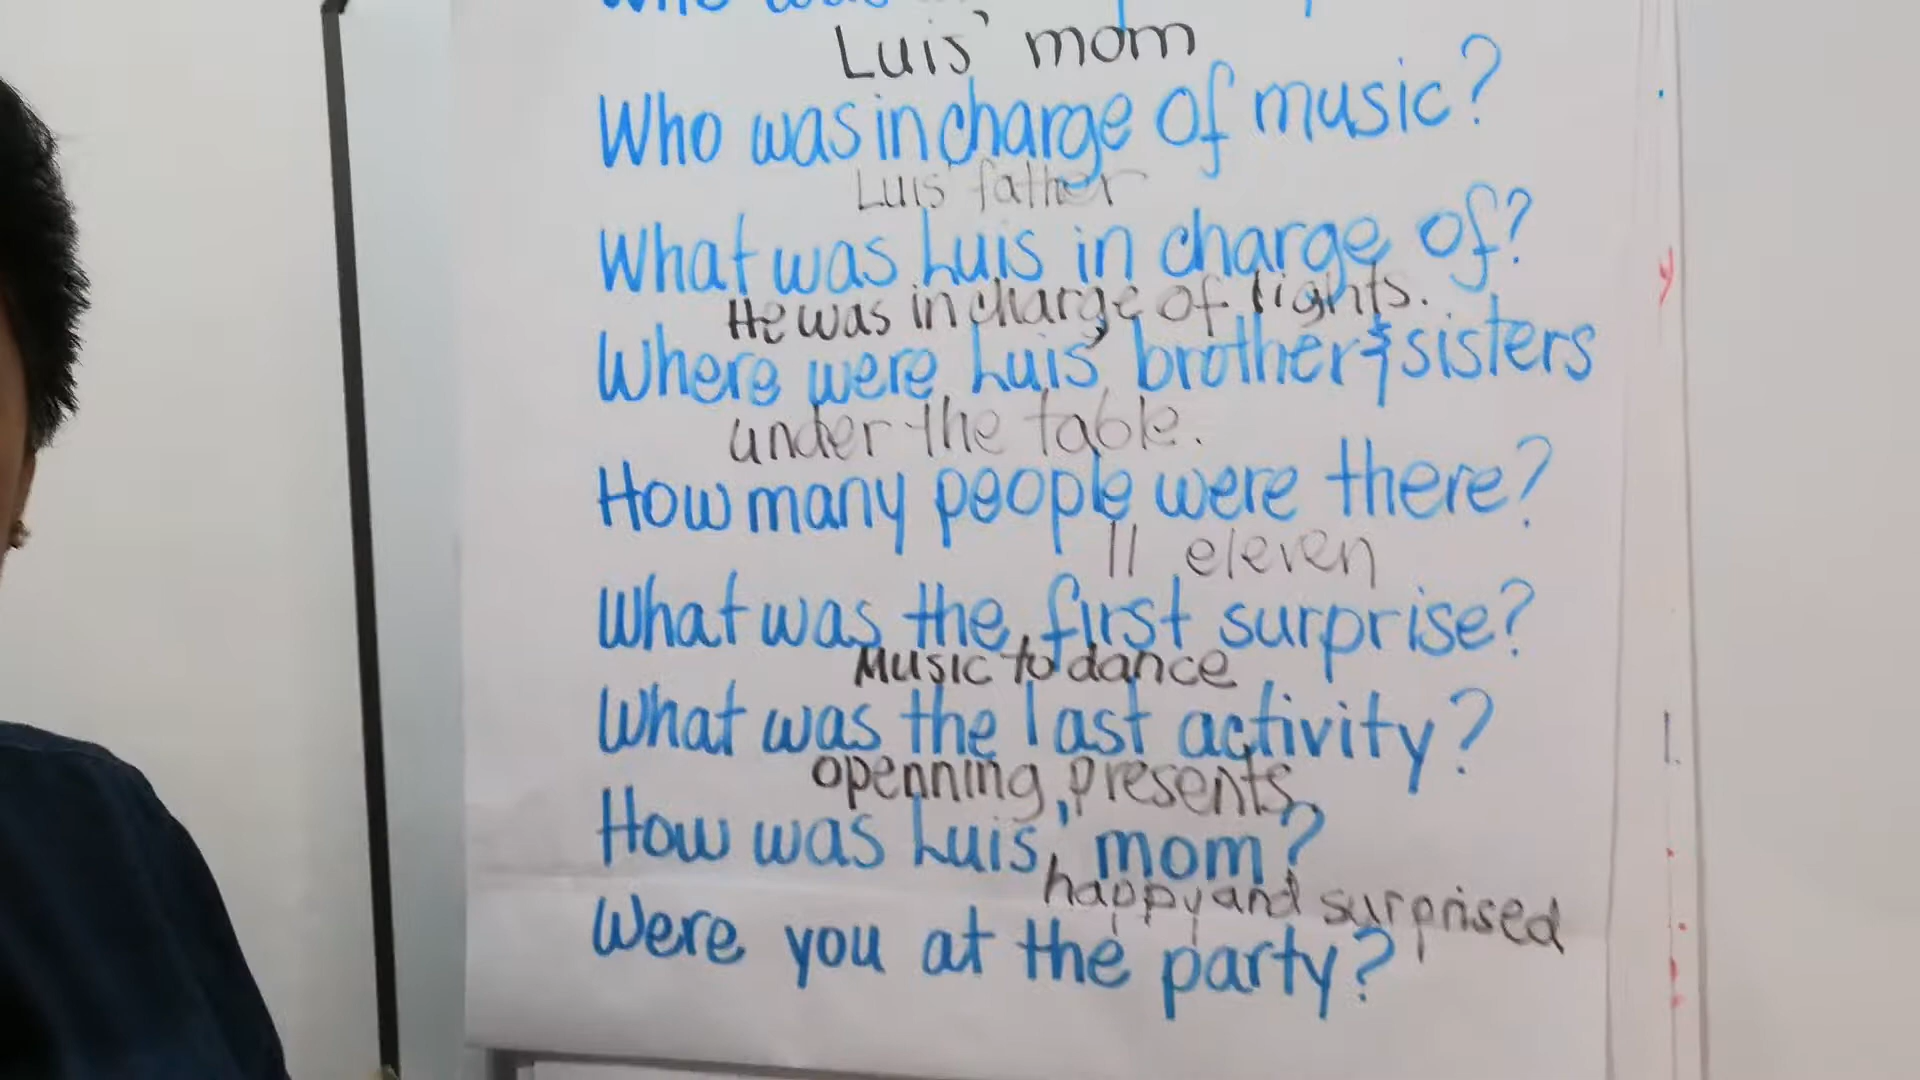 Luis' mom
Who was in charge of music?
Luis' father
What was Luis in charge of?
He was in charge of lights.
Where were Luis' brother & sisters
under the table.
How many people were there?
11 eleven
What was the first surprise?
Music to dance
What was the last activity?
openning presents
How was Luis' mom?
happy and surprised
Were you at the party?